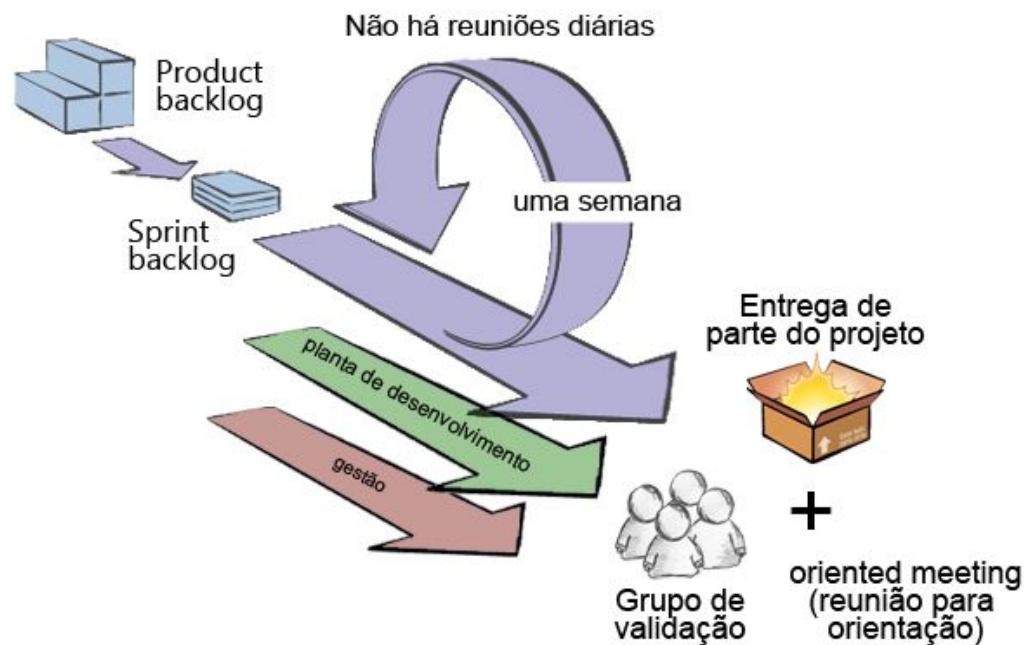 Não há reuniões diárias
Product
backlog
uma semana
Sprint
backlog
Entrega de
parte do projeto
planta de desenvolvimento
gestão
+
Grupo de
validação
oriented meeting
(reunião para
orientação)